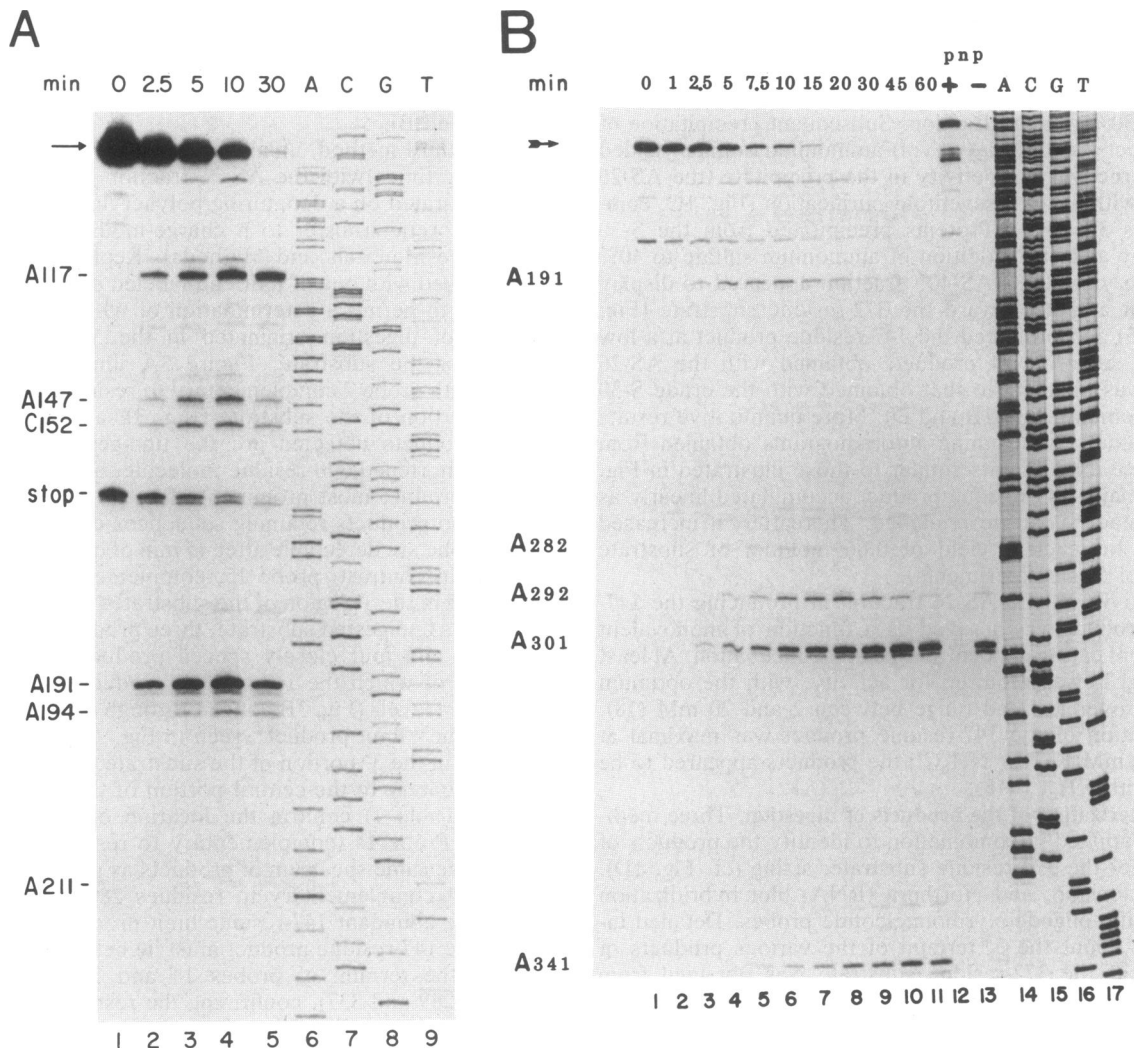 A
min 0 2.5 5 10 30 A C G T
A117
A147
C152
stop
A191
A194
A211
1 2 3 4 5 6 7 8 9
B
pnp
min 0 1 2,5 5 7.5 10 15 20 30 45 60 + - A C G T
A191
A282
A292
A301
A341
1 2 3 4 5 6 7 8 9 10 11 12 13 14 15 16 17